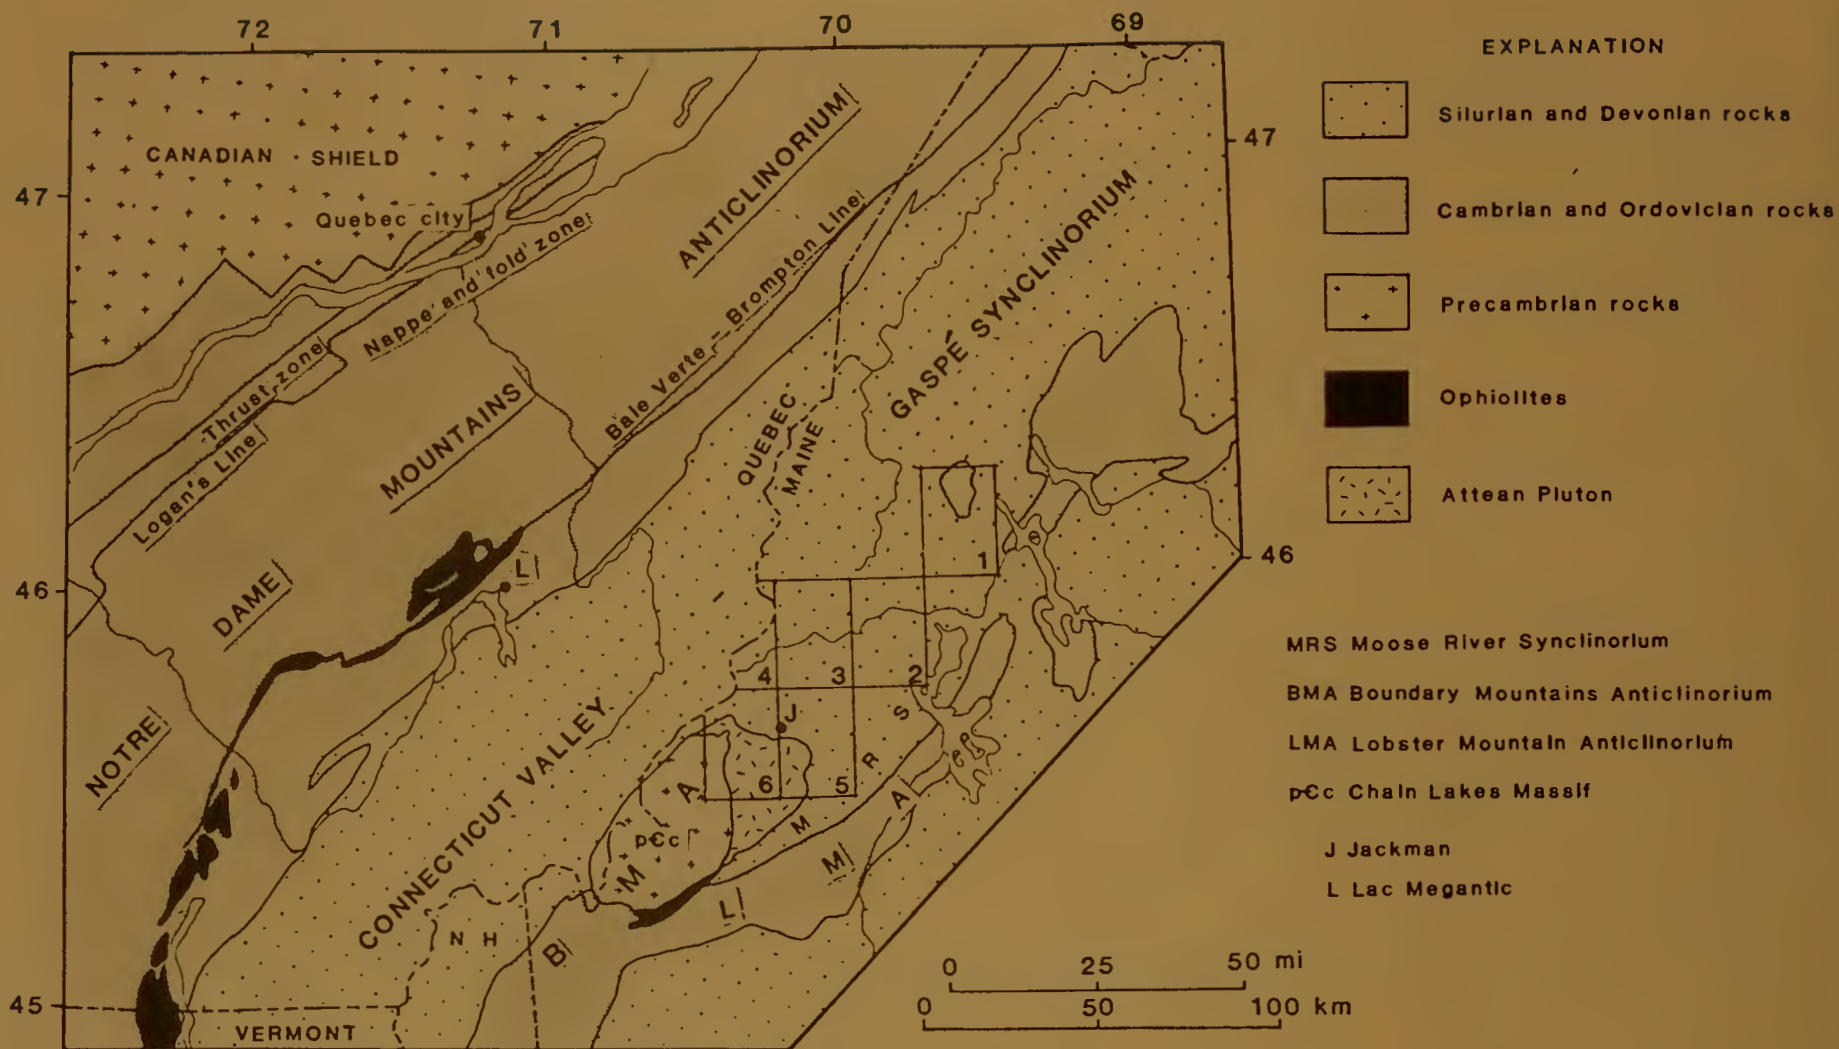 72 71 70 69
EXPLANATION
Silurian and Devonian rocks
Cambrian and Ordovician rocks
Precambrian rocks
Ophiolites
Attean Pluton
MRS Moose River Synclinorium
BMA Boundary Mountains Anticlinorium
LMA Lobster Mountain Anticlinorium
pЄc Chain Lakes Massif
J Jackman
L Lac Megantic
47
46
47
46
45
CANADIAN SHIELD
Quebec city
Nappe and fold zone
Thrust zone
Logan's Line
Baie Verte - Brompton Line
NOTRE
DAME
MOUNTAINS
ANTICLINORIUM
GASPÉ SYNCLINORIUM
QUEBEC
MAINE
CONNECTICUT VALLEY
L
1
2
3
4
5
6
J
S
R
M
A
M
L
A
M
B
pЄc
N H
VERMONT
0 25 50 mi
0 50 100 km